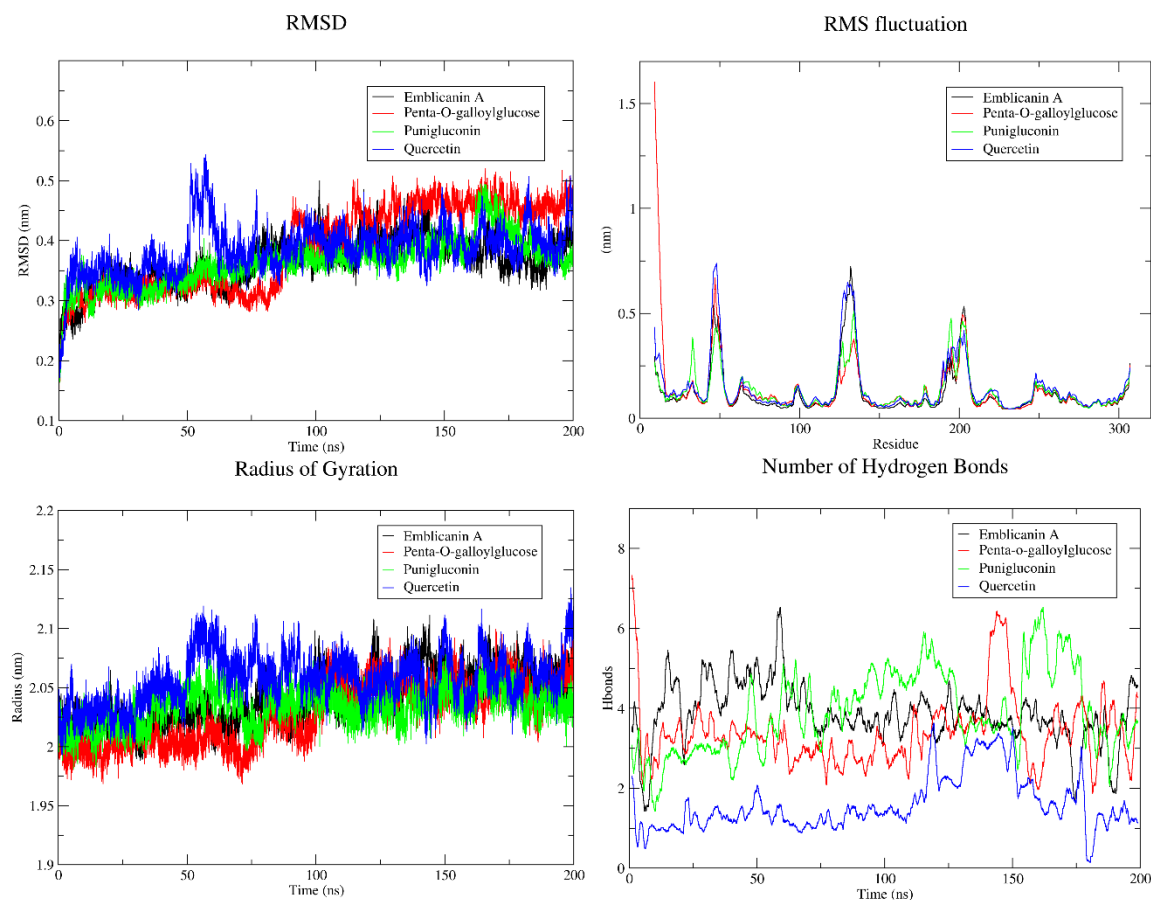 RMSD
RMSD (nm)
0.6
0.5
0.4
0.3
0.2
0.1
0
50
100
150
200
Time (ns)
Emblicanin A
Penta-O-galloylglucose
Punigluconin
Quercetin
RMS fluctuation
(nm)
1.5
1
0.5
0
0
100
200
300
Residue
Emblicanin A
Penta-O-galloylglucose
Punigluconin
Quercetin
Radius of Gyration
Radius (nm)
2.2
2.15
2.1
2.05
2
1.95
1.9
0
50
100
150
200
Time (ns)
Emblicanin A
Penta-O-galloylglucose
Punigluconin
Quercetin
Number of Hydrogen Bonds
Hbonds
8
6
4
2
0
0
50
100
150
200
Time (ns)
Emblicanin A
Penta-o-galloylglucose
Punigluconin
Quercetin